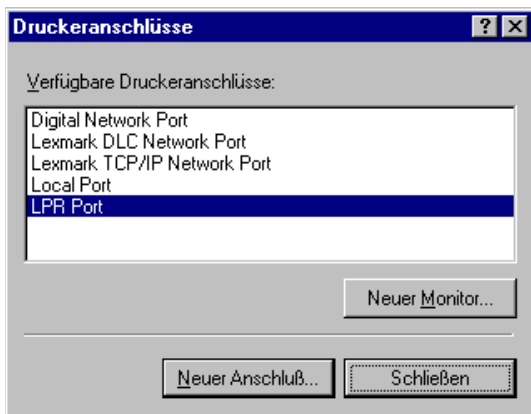 Druckeranschlüsse
Verfügbare Druckeranschlüsse:
Digital Network Port
Lexmark DLC Network Port
Lexmark TCP/IP Network Port
Local Port
LPR Port
Neuer Monitor...
Neuer Anschluß...
Schließen